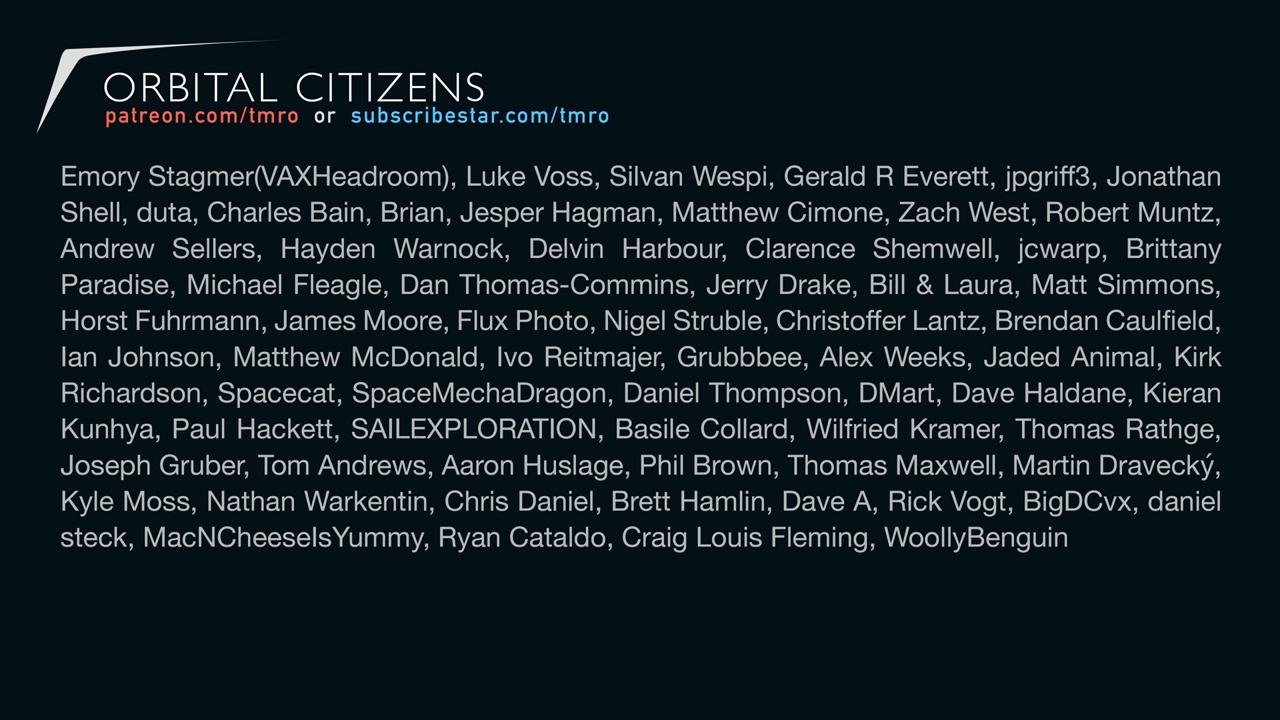 ORBITAL CITIZENS
patreon.com/tmro or subscribestar.com/tmro
Emory Stagmer(VAXHeadroom), Luke Voss, Silvan Wespi, Gerald R Everett, jpgriff3, Jonathan
Shell, duta, Charles Bain, Brian, Jesper Hagman, Matthew Cimone, Zach West, Robert Muntz,
Andrew Sellers, Hayden Warnock, Delvin Harbour, Clarence Shemwell, jcwarp, Brittany
Paradise, Michael Fleagle, Dan Thomas-Commins, Jerry Drake, Bill & Laura, Matt Simmons,
Horst Fuhrmann, James Moore, Flux Photo, Nigel Struble, Christoffer Lantz, Brendan Caulfield,
Ian Johnson, Matthew McDonald, Ivo Reitmajer, Grubbbee, Alex Weeks, Jaded Animal, Kirk
Richardson, Spacecat, SpaceMechaDragon, Daniel Thompson, DMart, Dave Haldane, Kieran
Kunhya, Paul Hackett, SAILEXPLORATION, Basile Collard, Wilfried Kramer, Thomas Rathge,
Joseph Gruber, Tom Andrews, Aaron Huslage, Phil Brown, Thomas Maxwell, Martin Dravecký,
Kyle Moss, Nathan Warkentin, Chris Daniel, Brett Hamlin, Dave A, Rick Vogt, BigDCvx, daniel
steck, MacNCheeseIsYummy, Ryan Cataldo, Craig Louis Fleming, WoollyBenguin